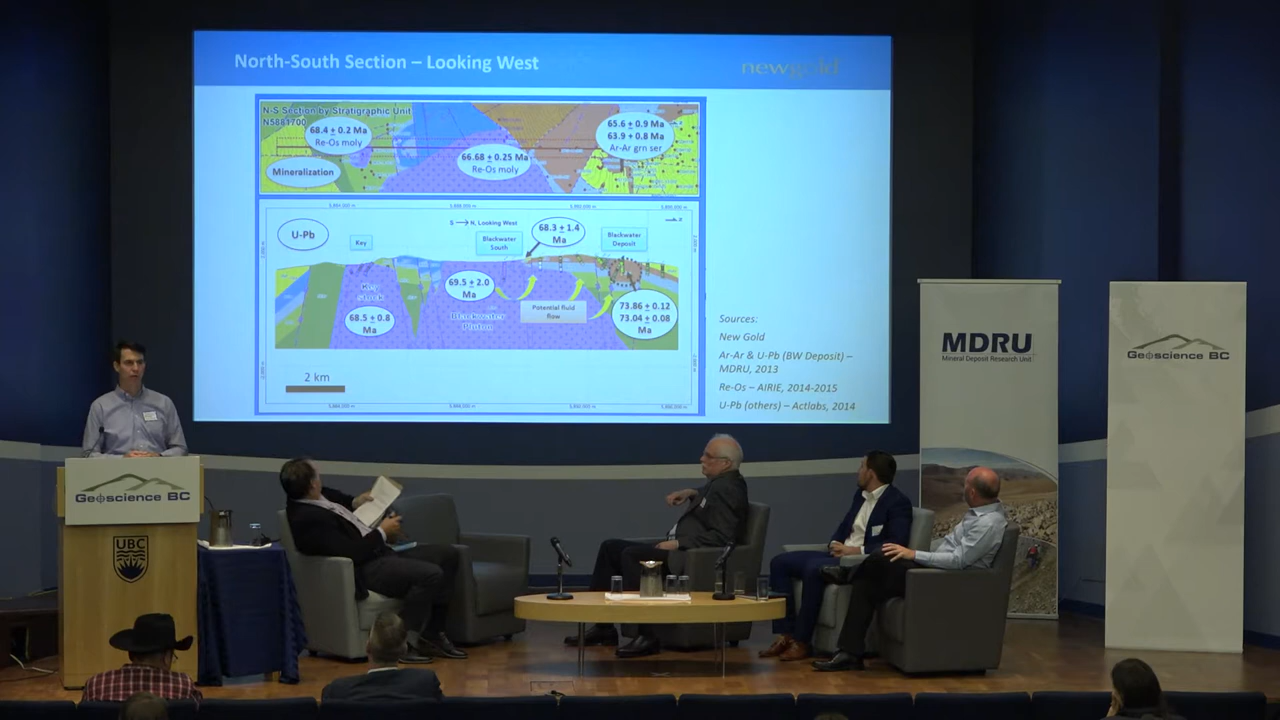 North-South Section – Looking West
newgold
N-S Section by Stratigraphic Unit
N5881700
68.4 ± 0.2 Ma
Re-Os moly
66.68 ± 0.25 Ma
Re-Os moly
65.6 ± 0.9 Ma
63.9 + 0.8 Ma
Ar-Ar grn ser
Mineralization
S → N, Looking West
U-Pb
Key
Blackwater
South
68.3 ± 1.4
Ma
Blackwater
Deposit
Key
stock
68.5 ± 0.8
Ma
69.5 ± 2.0
Ma
Blackwater
Pluton
Potential fluid
flow
73.86 ± 0.12
73.04 ± 0.08
Ma
2 km
Sources:
New Gold
Ar-Ar & U-Pb (BW Deposit) –
MDRU, 2013
Re-Os – AIRIE, 2014-2015
U-Pb (others) – Actlabs, 2014
MDRU
Mineral Deposit Research Unit
Geoscience BC
Geoscience BC
UBC